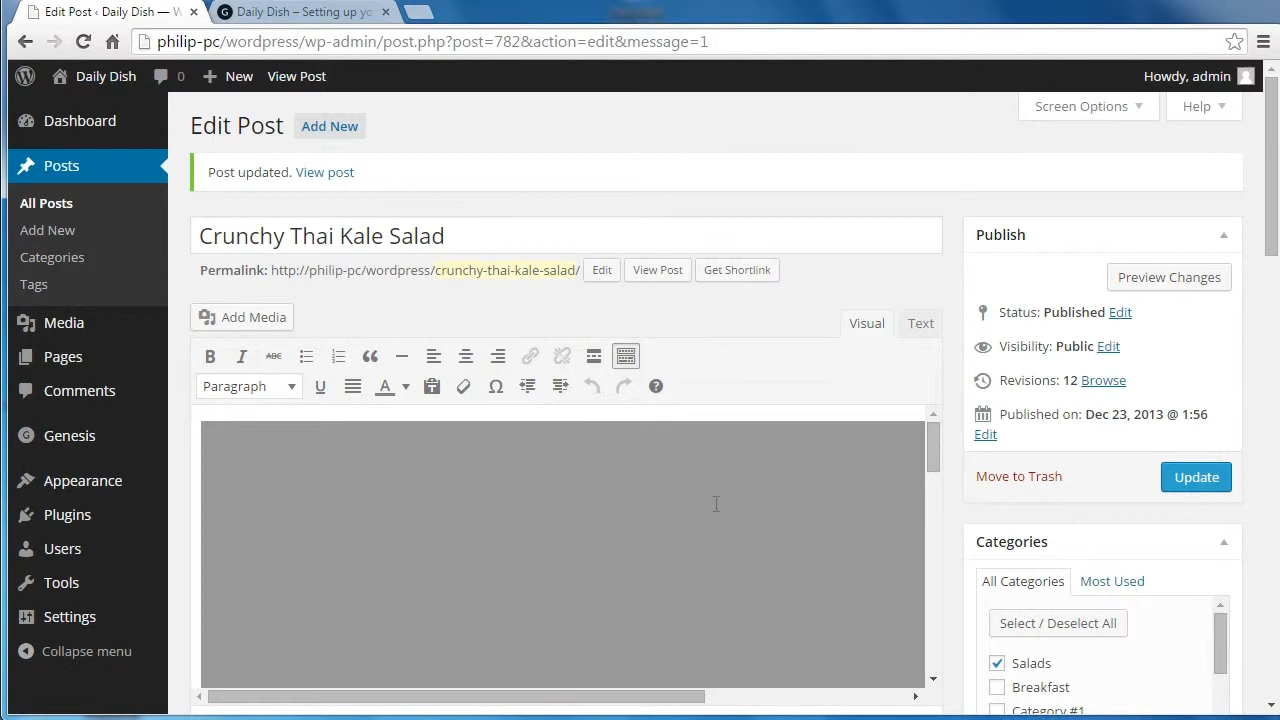 Edit Post ‹ Daily Dish — W
Daily Dish – Setting up yo
philip-pc/wordpress/wp-admin/post.php?post=782&action=edit&message=1
Daily Dish 0 New View Post Howdy, admin
Screen Options Help
Dashboard
Posts
All Posts
Add New
Categories
Tags
Media
Pages
Comments
Genesis
Appearance
Plugins
Users
Tools
Settings
Collapse menu
Edit Post Add New
Post updated. View post
Crunchy Thai Kale Salad
Permalink: http://philip-pc/wordpress/crunchy-thai-kale-salad/ Edit View Post Get Shortlink
Add Media
Visual Text
B I ABC
Paragraph U A Ω ?
Publish
Preview Changes
Status: Published Edit
Visibility: Public Edit
Revisions: 12 Browse
Published on: Dec 23, 2013 @ 1:56
Edit
Move to Trash Update
Categories
All Categories Most Used
Select / Deselect All
Salads
Breakfast
Category #1